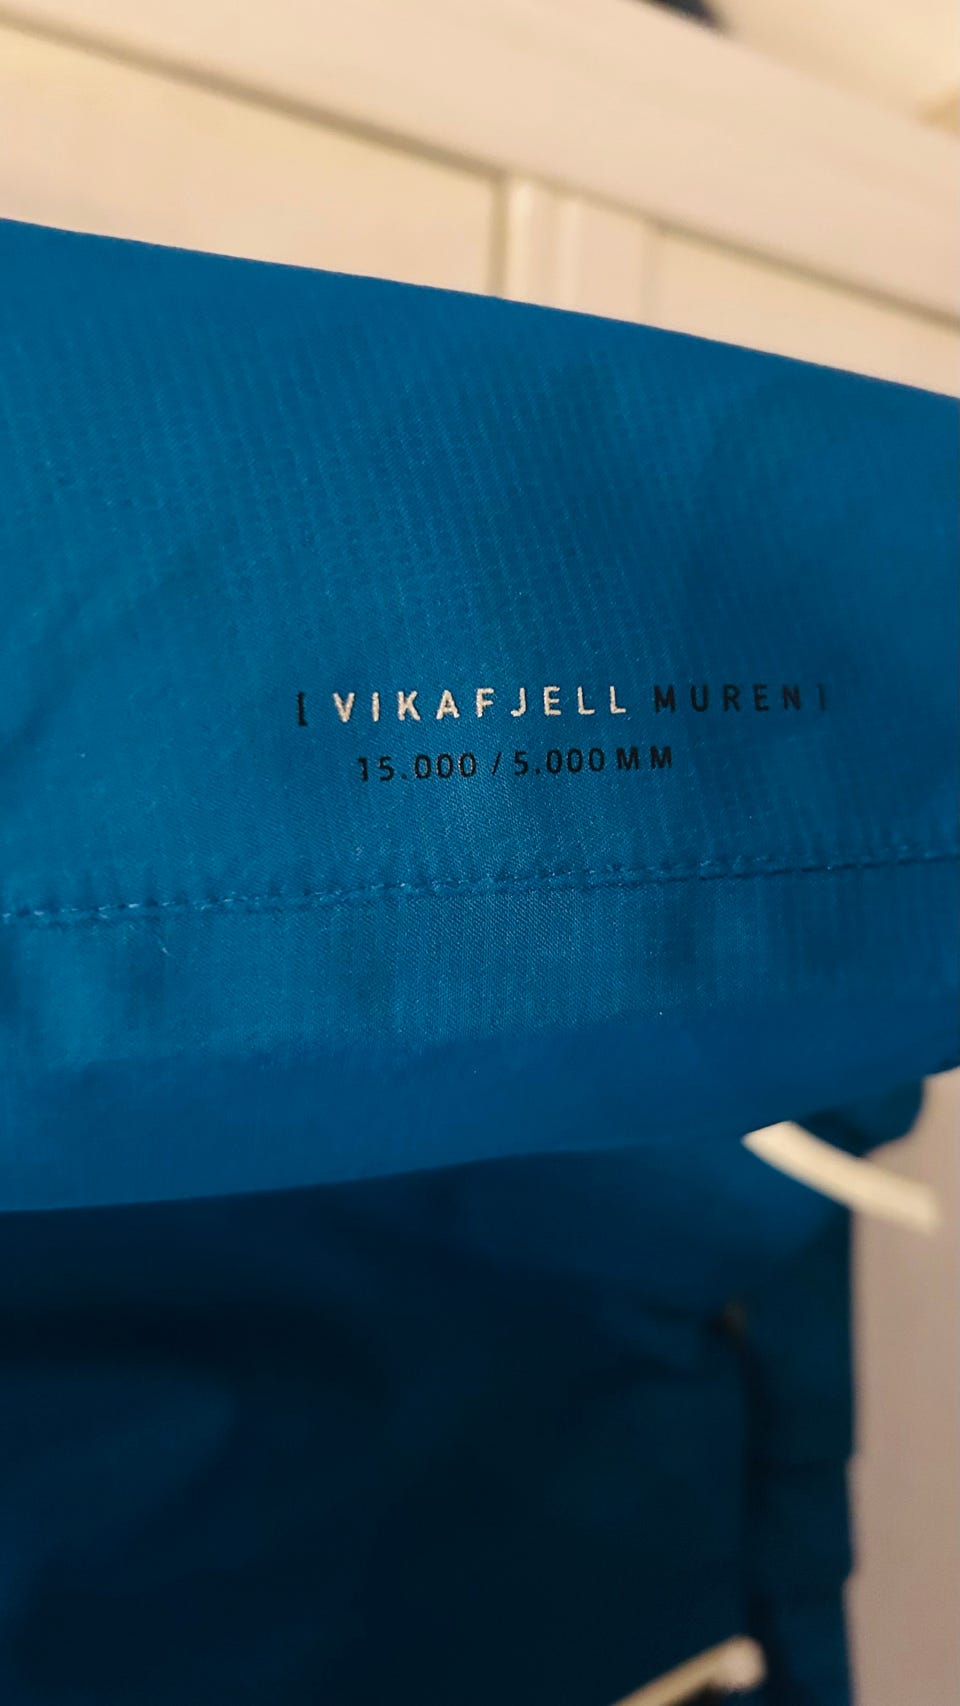 [ VIKAFJELL MUREN ]
15.000 / 5.000 MM